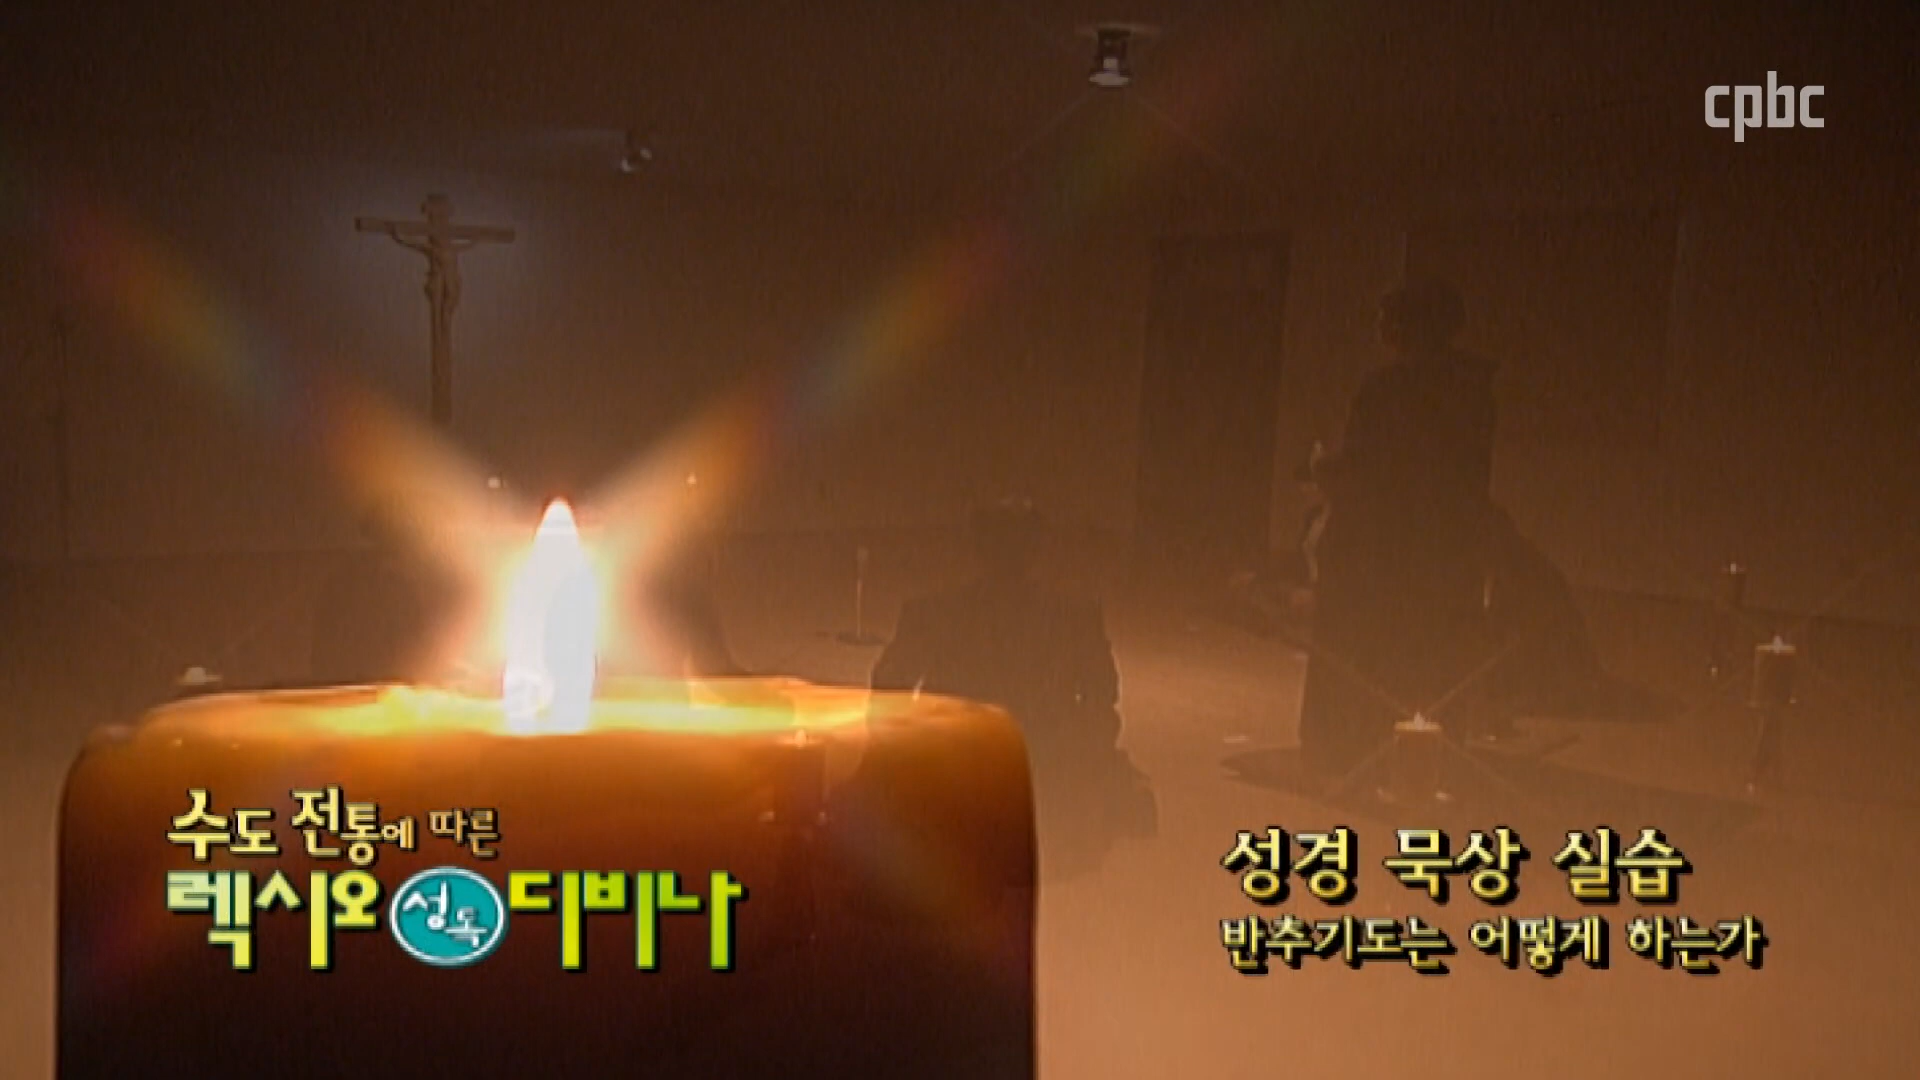 cpbc
수도 전통에 따른
렉시오 성독 디비나
성경 묵상 실습
반추기도는 어떻게 하는가